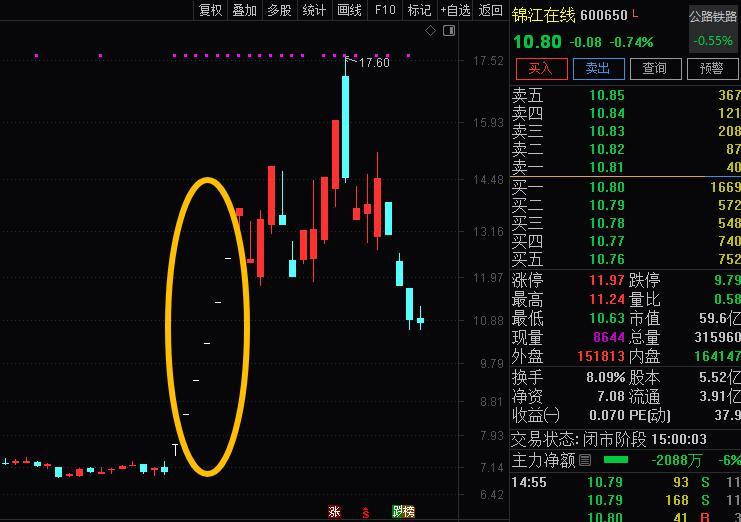 复权 叠加 多股 统计 画线 F10 标记 +自选 返回
17.60
17.52
15.93
14.48
13.16
11.97
10.88
9.79
8.81
7.93
7.14
6.42
涨 跌榜
锦江在线 600650 L
公路铁路
10.80 -0.08 -0.74%
-0.55%
买入 卖出 查询 预警
卖五 10.85 367
卖四 10.84 121
卖三 10.83 208
卖二 10.82 87
卖一 10.81 40
买一 10.80 1669
买二 10.79 572
买三 10.78 548
买四 10.77 740
买五 10.76 752
涨停 11.97 跌停 9.79
最高 11.24 量比 0.58
最低 10.63 市值 59.6亿
现量 8644 总量 315960
外盘 151813 内盘 164147
换手 8.09% 股本 5.52亿
净资 7.08 流通 3.91亿
收益㈠ 0.070 PE(动) 37.9
交易状态: 闭市阶段 15:00:03
主力净额 -2088万 -6%
14:55 10.79 93 S 11
10.79 168 S 11
10.80 41 B 3